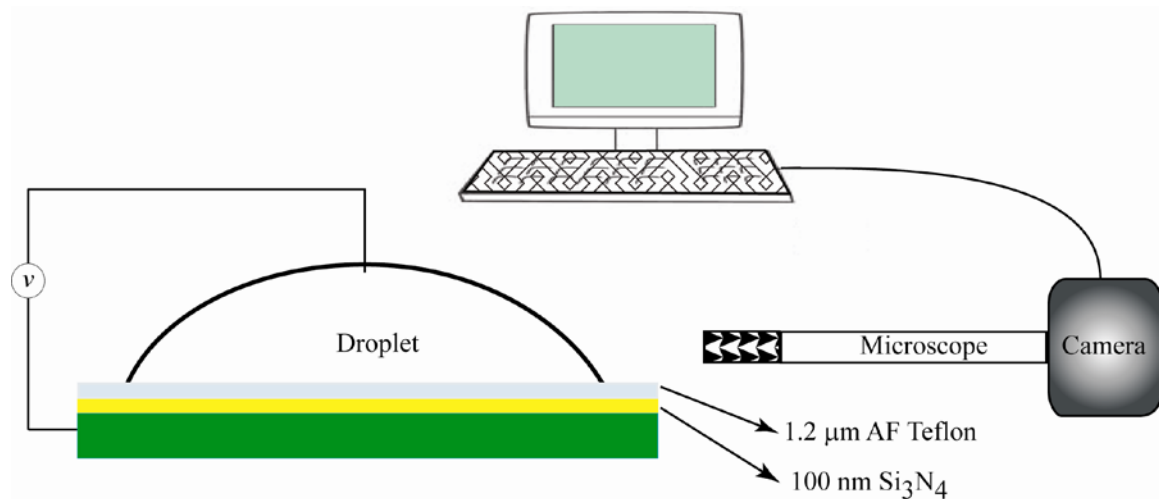 v
Droplet
Microscope
Camera
1.2 μm AF Teflon
100 nm Si₃N₄